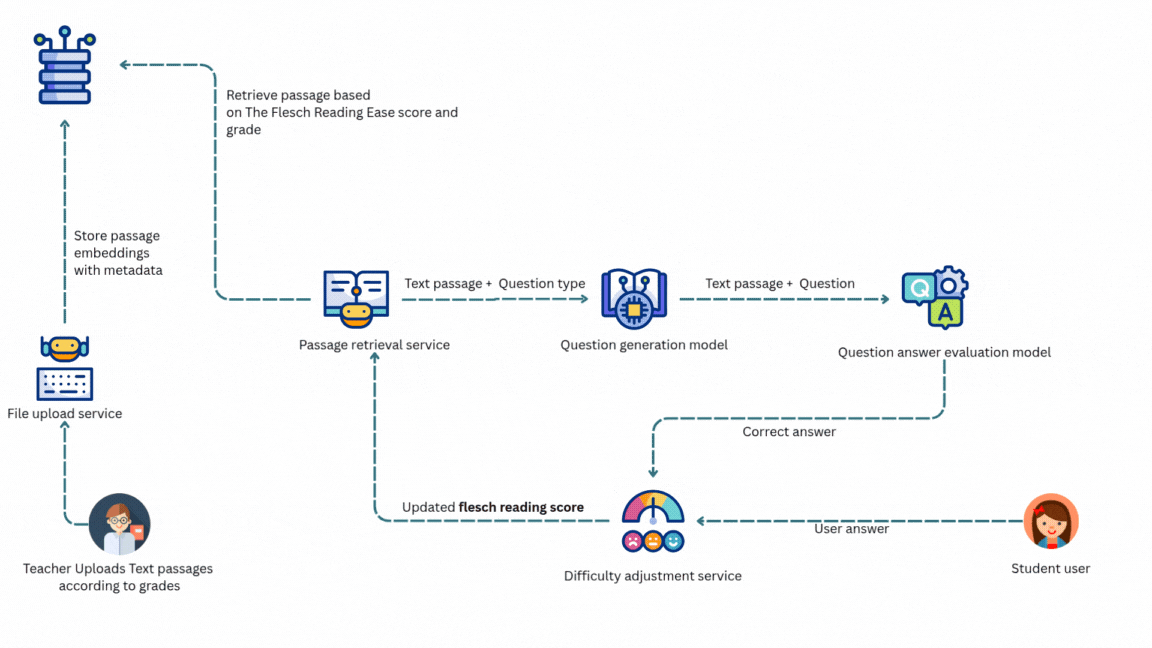 Retrieve passage based
on The Flesch Reading Ease score and
grade
Store passage
embeddings
with metadata
Text passage + Question type
Text passage + Question
Q
A
Passage retrieval service
Question generation model
Question answer evaluation model
File upload service
Correct answer
Updated flesch reading score
User answer
Teacher Uploads Text passages
according to grades
Difficulty adjustment service
Student user